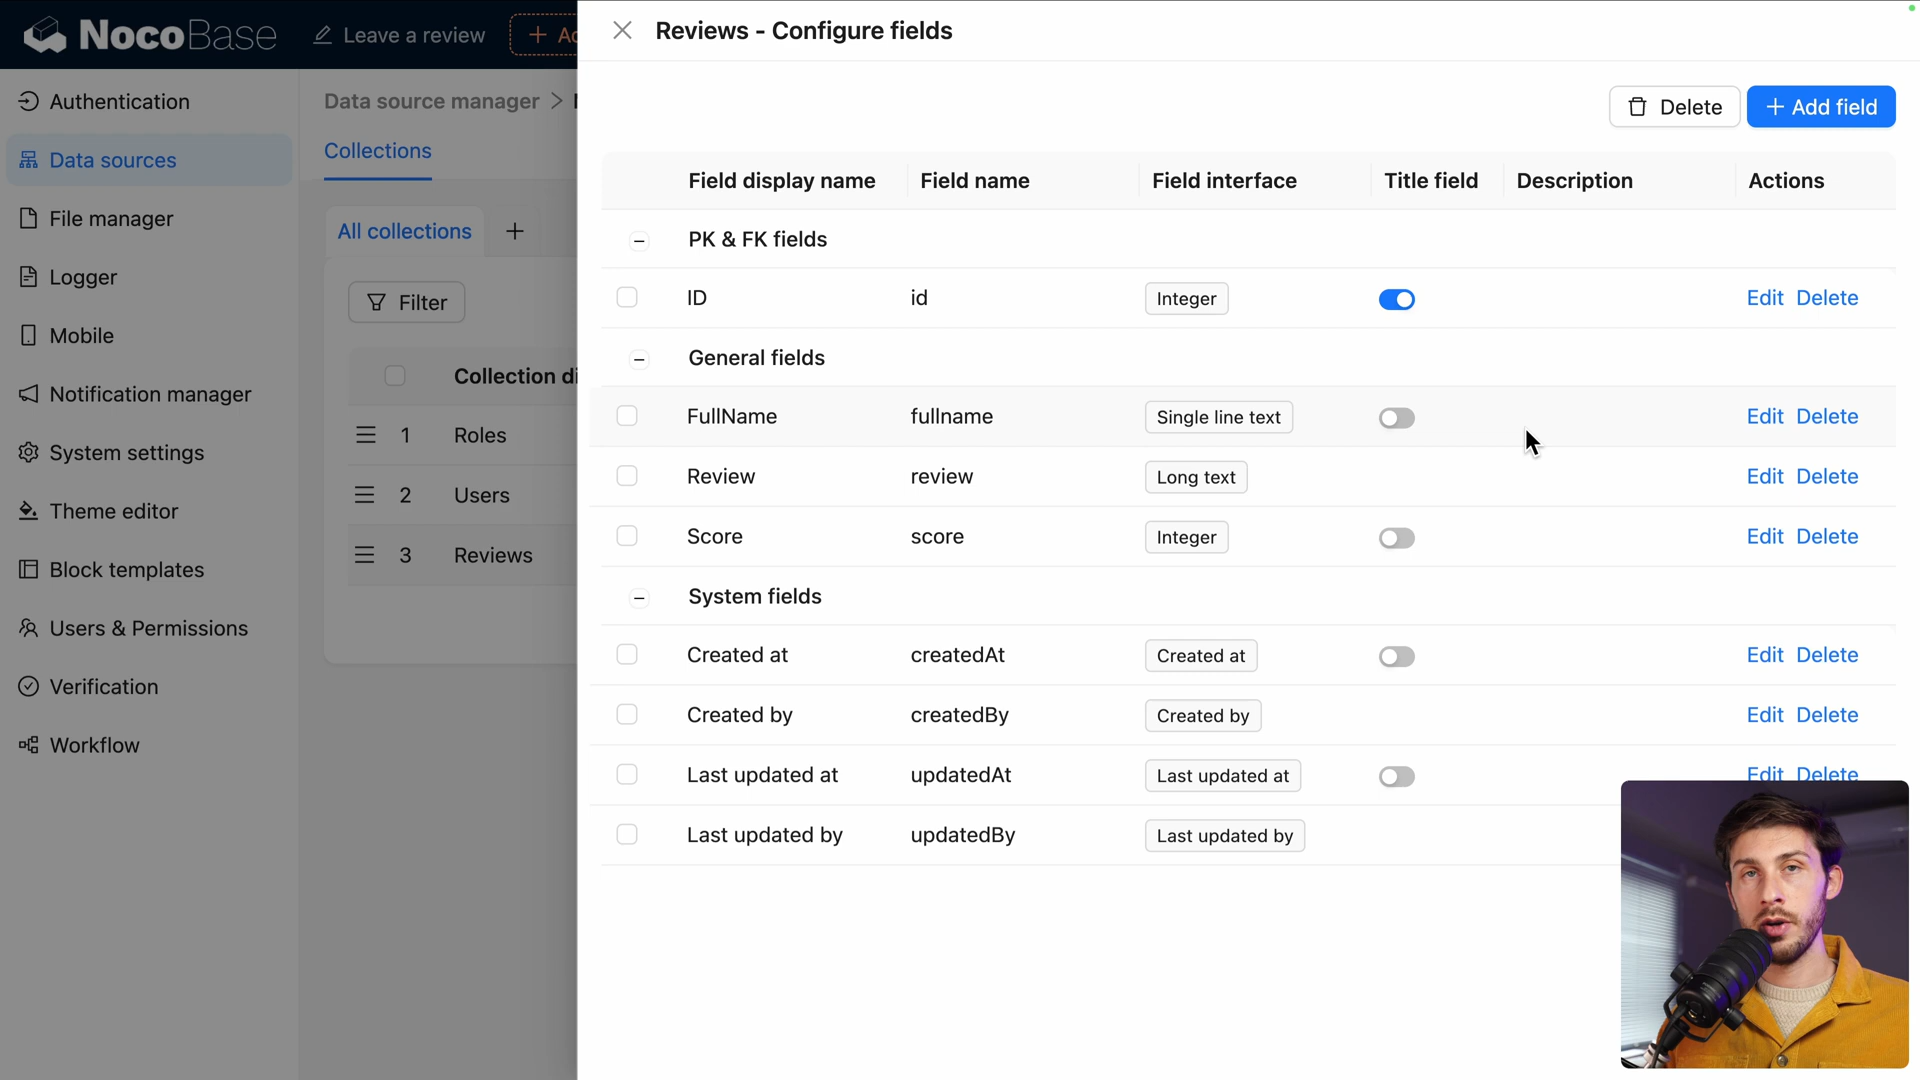 NocoBase
Leave a review
+ Ad
Reviews - Configure fields
Authentication
Data sources
File manager
Logger
Mobile
Notification manager
System settings
Theme editor
Block templates
Users & Permissions
Verification
Workflow
Data source manager >
Collections
All collections +
Filter
Collection di
1 Roles
2 Users
3 Reviews
Delete
+ Add field
Field display name Field name Field interface Title field Description Actions
PK & FK fields
ID id Integer Edit Delete
General fields
FullName fullname Single line text Edit Delete
Review review Long text Edit Delete
Score score Integer Edit Delete
System fields
Created at createdAt Created at Edit Delete
Created by createdBy Created by Edit Delete
Last updated at updatedAt Last updated at Edit Delete
Last updated by updatedBy Last updated by